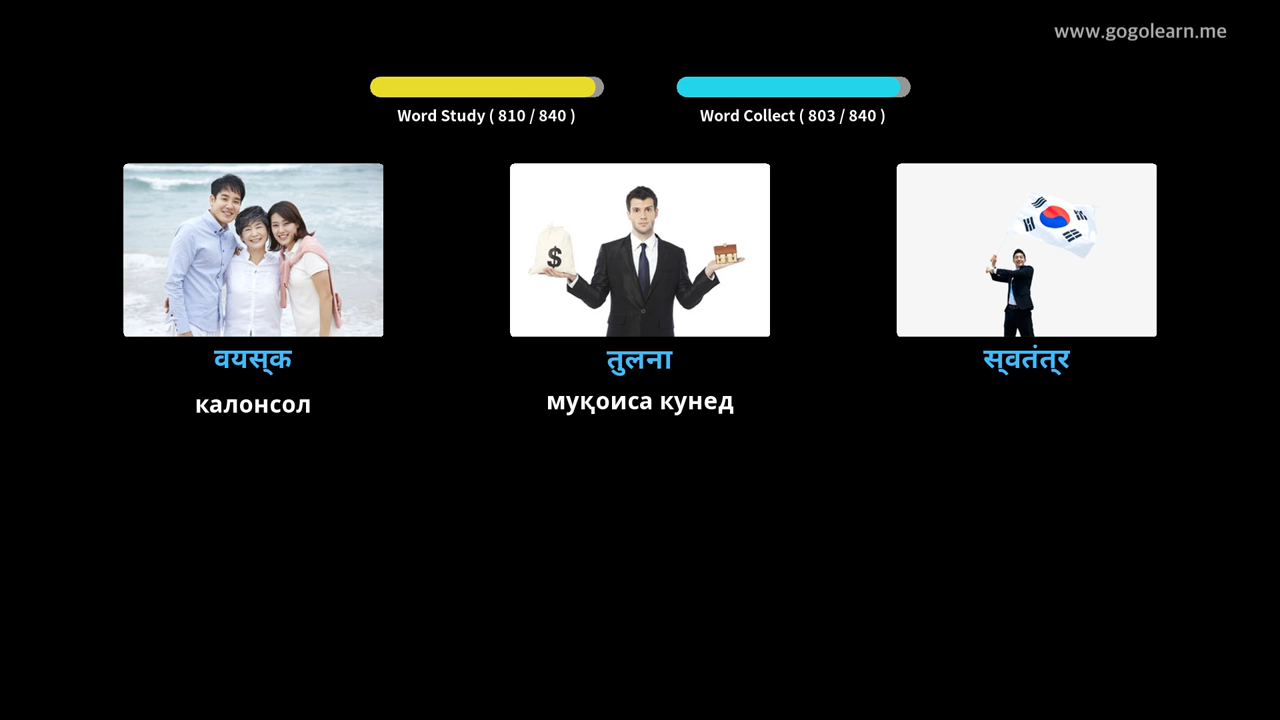 www.gogolearn.me
Word Study ( 810 / 840 )
Word Collect ( 803 / 840 )
$
वयस्क
तुलना
स्वतंत्र
калонсол
муқоиса кунед